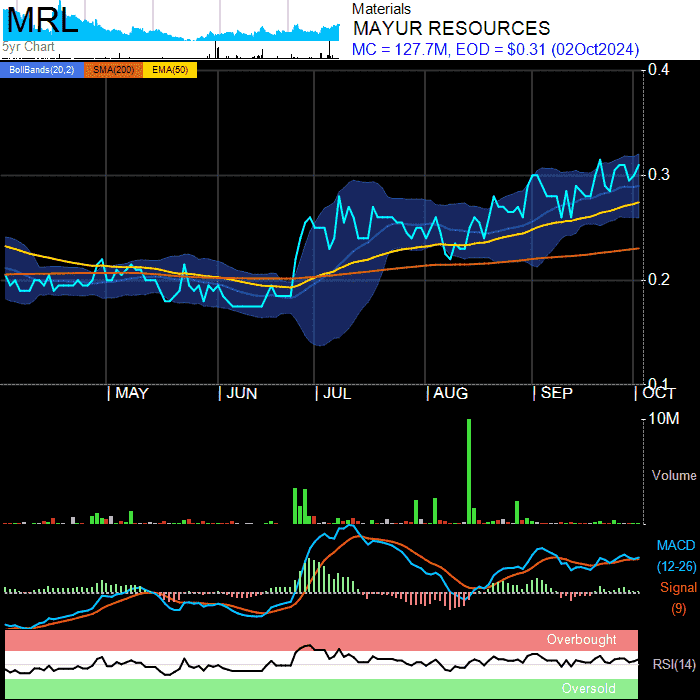 MRL
5yr Chart
Materials
MAYUR RESOURCES
MC = 127.7M, EOD = $0.31 (02Oct2024)
BollBands(20,2) SMA(200) EMA(50)
0.4
0.3
0.2
0.1
MAY JUN JUL AUG SEP OCT
10M
Volume
MACD
(12-26)
Signal
(9)
Overbought
RSI(14)
Oversold